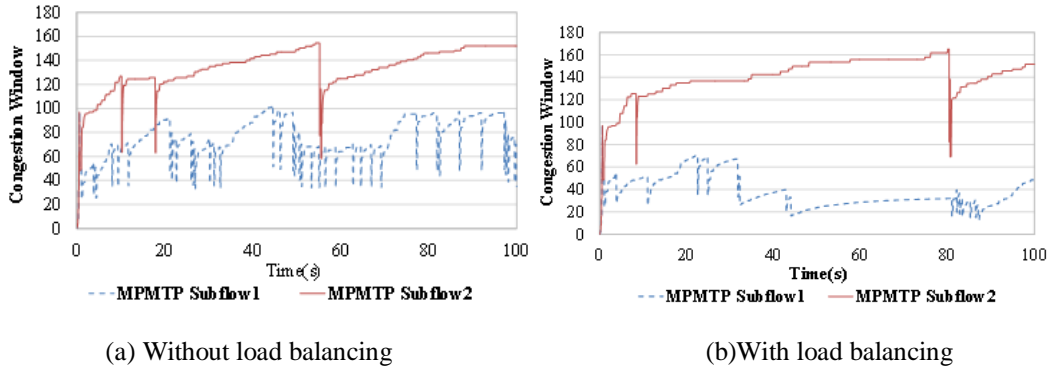 180
160
140
120
100
80
60
40
20
0
Congestion Window
0 20 40 60 80 100
Time(s)
MPMTP Subflow1 MPMTP Subflow2
(a) Without load balancing
180
160
140
120
100
80
60
40
20
0
Congestion Window
0 20 40 60 80 100
Time(s)
MPMTP Subflow1 MPMTP Subflow2
(b)With load balancing